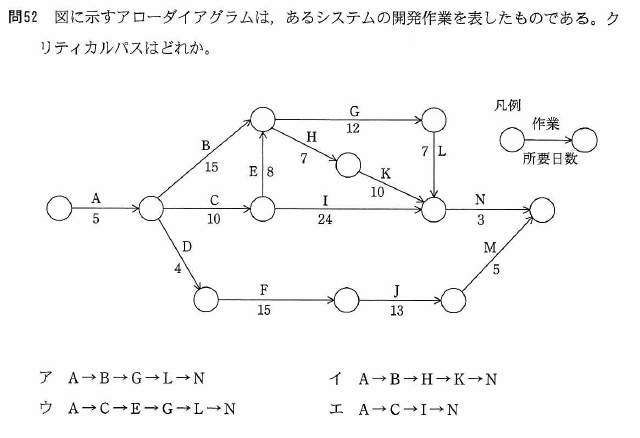 問52 図に示すアローダイアグラムは，あるシステムの開発作業を表したものである。ク
リティカルパスはどれか。
凡例
作業
所要日数
G
12
H
7
B
15
E 8
7 L
K
10
A
5
C
10
I
24
N
3
D
4
M
5
F
15
J
13
ア A→B→G→L→N
イ A→B→H→K→N
ウ A→C→E→G→L→N
エ A→C→I→N